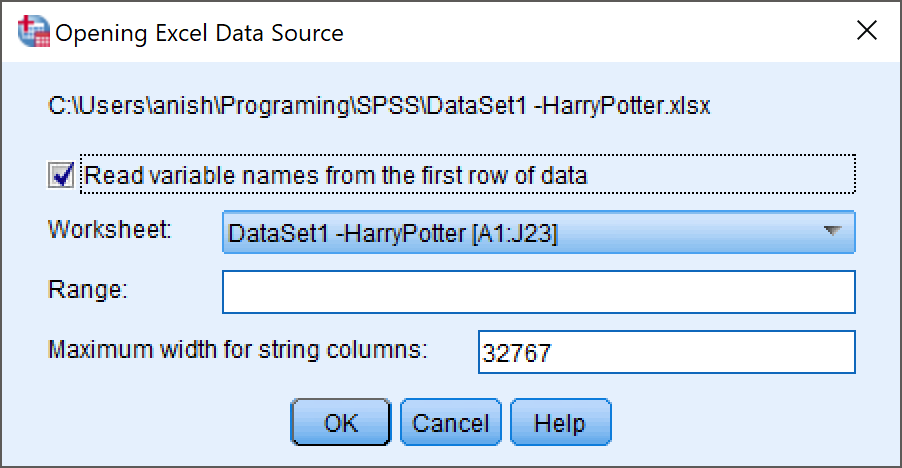 Opening Excel Data Source
C:\Users\anish\Programing\SPSS\DataSet1 -HarryPotter.xlsx
Read variable names from the first row of data
Worksheet: DataSet1 -HarryPotter [A1:J23]
Range:
Maximum width for string columns: 32767
OK Cancel Help